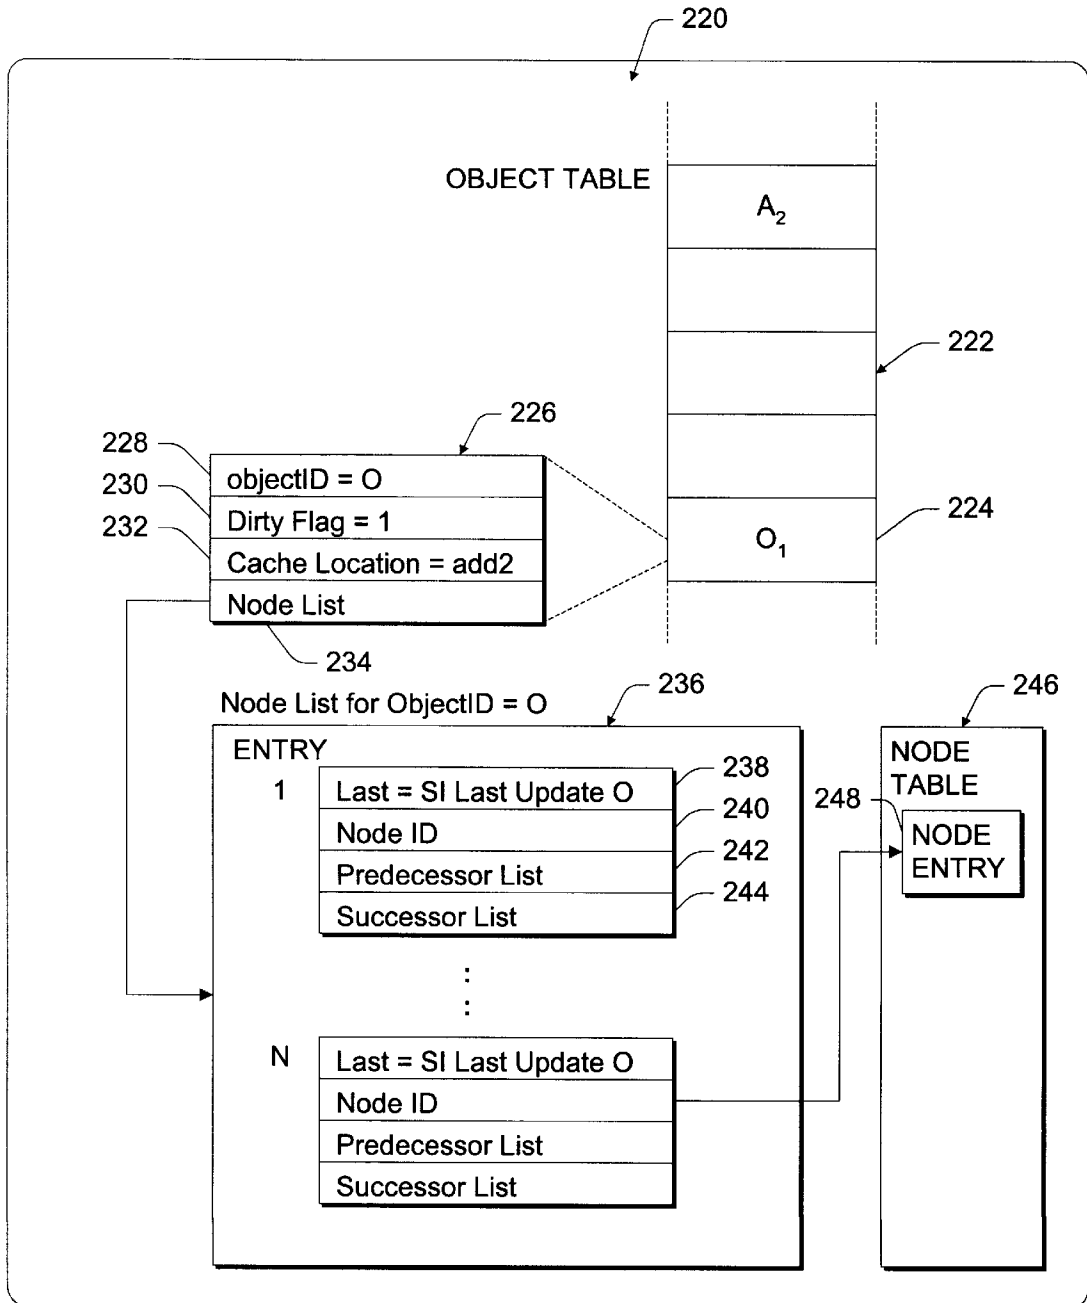 220
OBJECT TABLE
A₂
222
226
228
objectID = O
230
Dirty Flag = 1
232
Cache Location = add2
Node List
234
O₁
224
Node List for ObjectID = O
236
246
ENTRY
1
Last = SI Last Update O
238
Node ID
240
Predecessor List
242
Successor List
244
NODE
TABLE
248
NODE
ENTRY
N
Last = SI Last Update O
Node ID
Predecessor List
Successor List